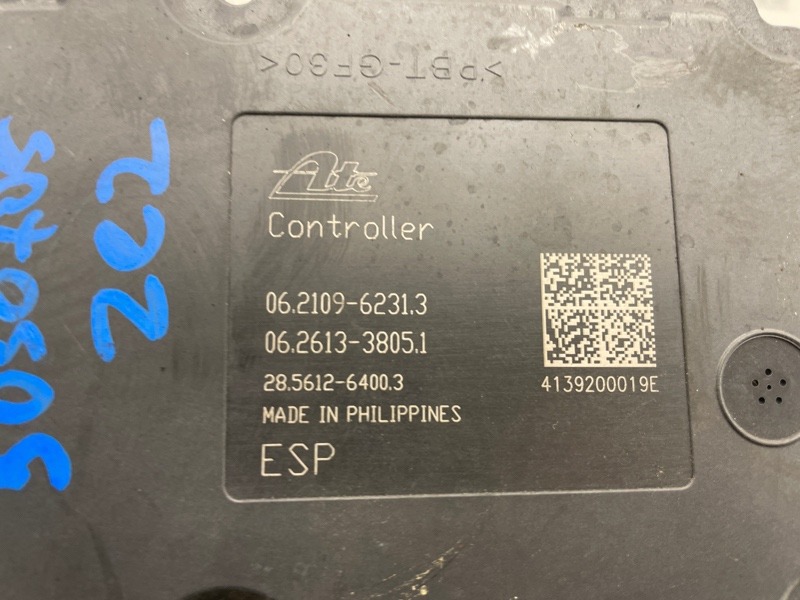 >PBT-GF30<
Ate
Controller
06.2109-6231.3
06.2613-3805.1
28.5612-6400.3
MADE IN PHILIPPINES
ESP
4139200019E
2C2